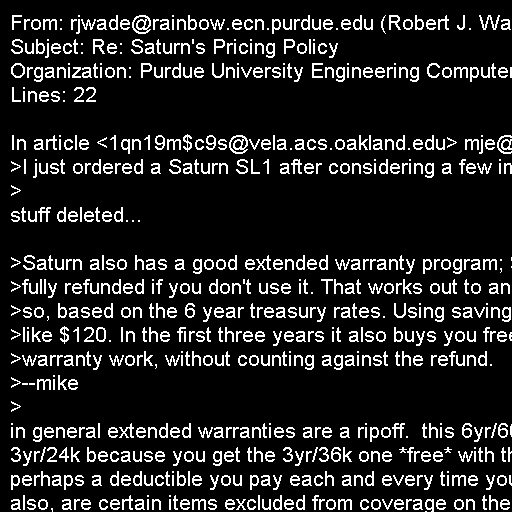 From: rjwade@rainbow.ecn.purdue.edu (Robert J. Wa
Subject: Re: Saturn's Pricing Policy
Organization: Purdue University Engineering Computer
Lines: 22

In article <1qn19m$c9s@vela.acs.oakland.edu> mje@
>I just ordered a Saturn SL1 after considering a few
>
stuff deleted...

>Saturn also has a good extended warranty program;
>fully refunded if you don't use it. That works out to an
>so, based on the 6 year treasury rates. Using saving
>like $120. In the first three years it also buys you free
>warranty work, without counting against the refund.
>--mike
>
in general extended warranties are a ripoff.  this 6yr/60
3yr/24k because you get the 3yr/36k one *free* with th
perhaps a deductible you pay each and every time you
also, are certain items excluded from coverage on the